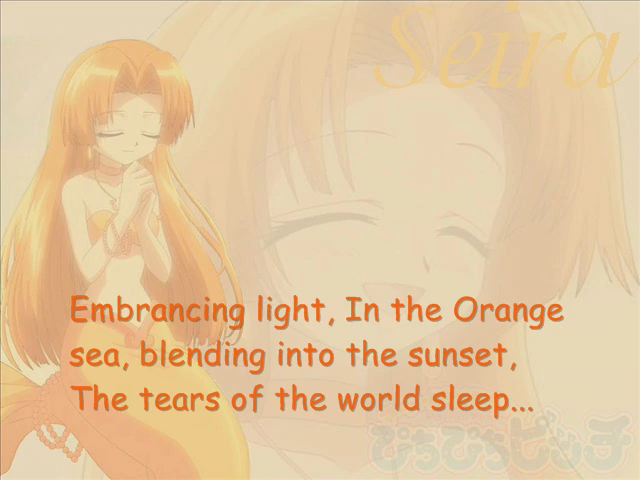 Seira
Embrancing light, In the Orange
sea, blending into the sunset,
The tears of the world sleep...
ぴちぴちピッチ